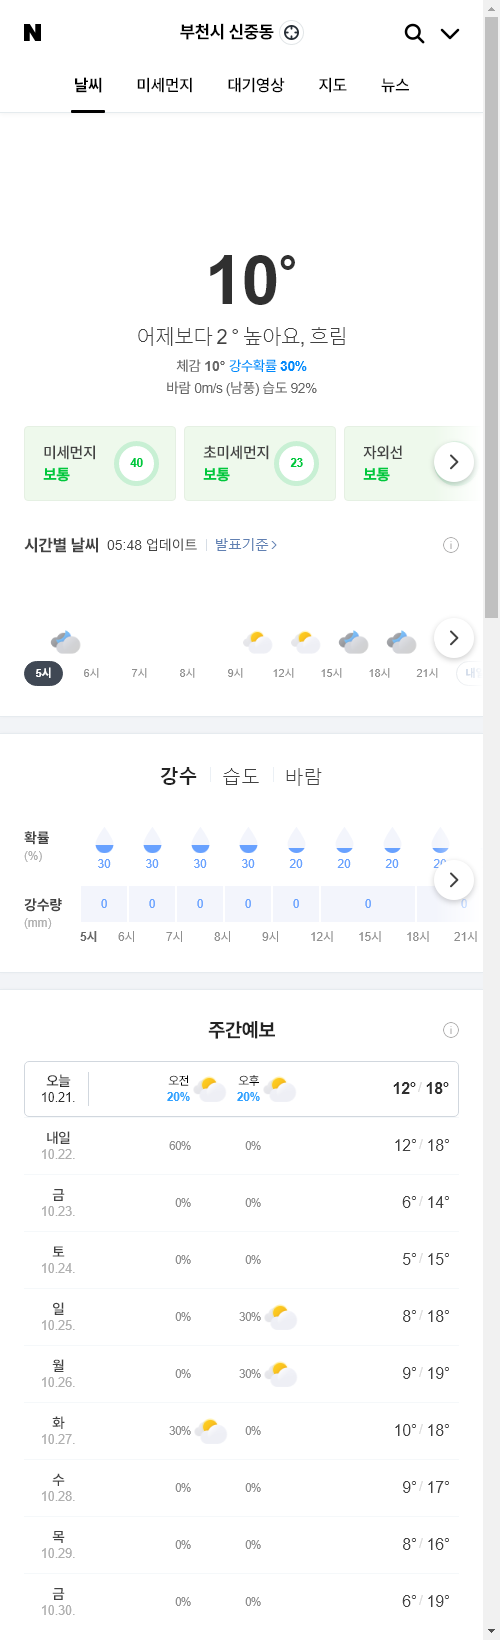 N
부천시 신중동
날씨 미세먼지 대기영상 지도 뉴스
10°
어제보다 2 ° 높아요, 흐림
체감 10° 강수확률 30%
바람 0m/s (남풍) 습도 92%
미세먼지 보통 40
초미세먼지 보통 23
자외선 보통
시간별 날씨 05:48 업데이트 발표기준
5시 6시 7시 8시 9시 12시 15시 18시 21시
강수 습도 바람
확률
(%)
30 30 30 30 20 20 20 20
강수량
(mm)
0 0 0 0 0 0 0
5시 6시 7시 8시 9시 12시 15시 18시 21시
주간예보
오늘 10.21. 오전 20% 오후 20% 12° / 18°
내일 10.22. 60% 0% 12° / 18°
금 10.23. 0% 0% 6° / 14°
토 10.24. 0% 0% 5° / 15°
일 10.25. 0% 30% 8° / 18°
월 10.26. 0% 30% 9° / 19°
화 10.27. 30% 0% 10° / 18°
수 10.28. 0% 0% 9° / 17°
목 10.29. 0% 0% 8° / 16°
금 10.30. 0% 0% 6° / 19°